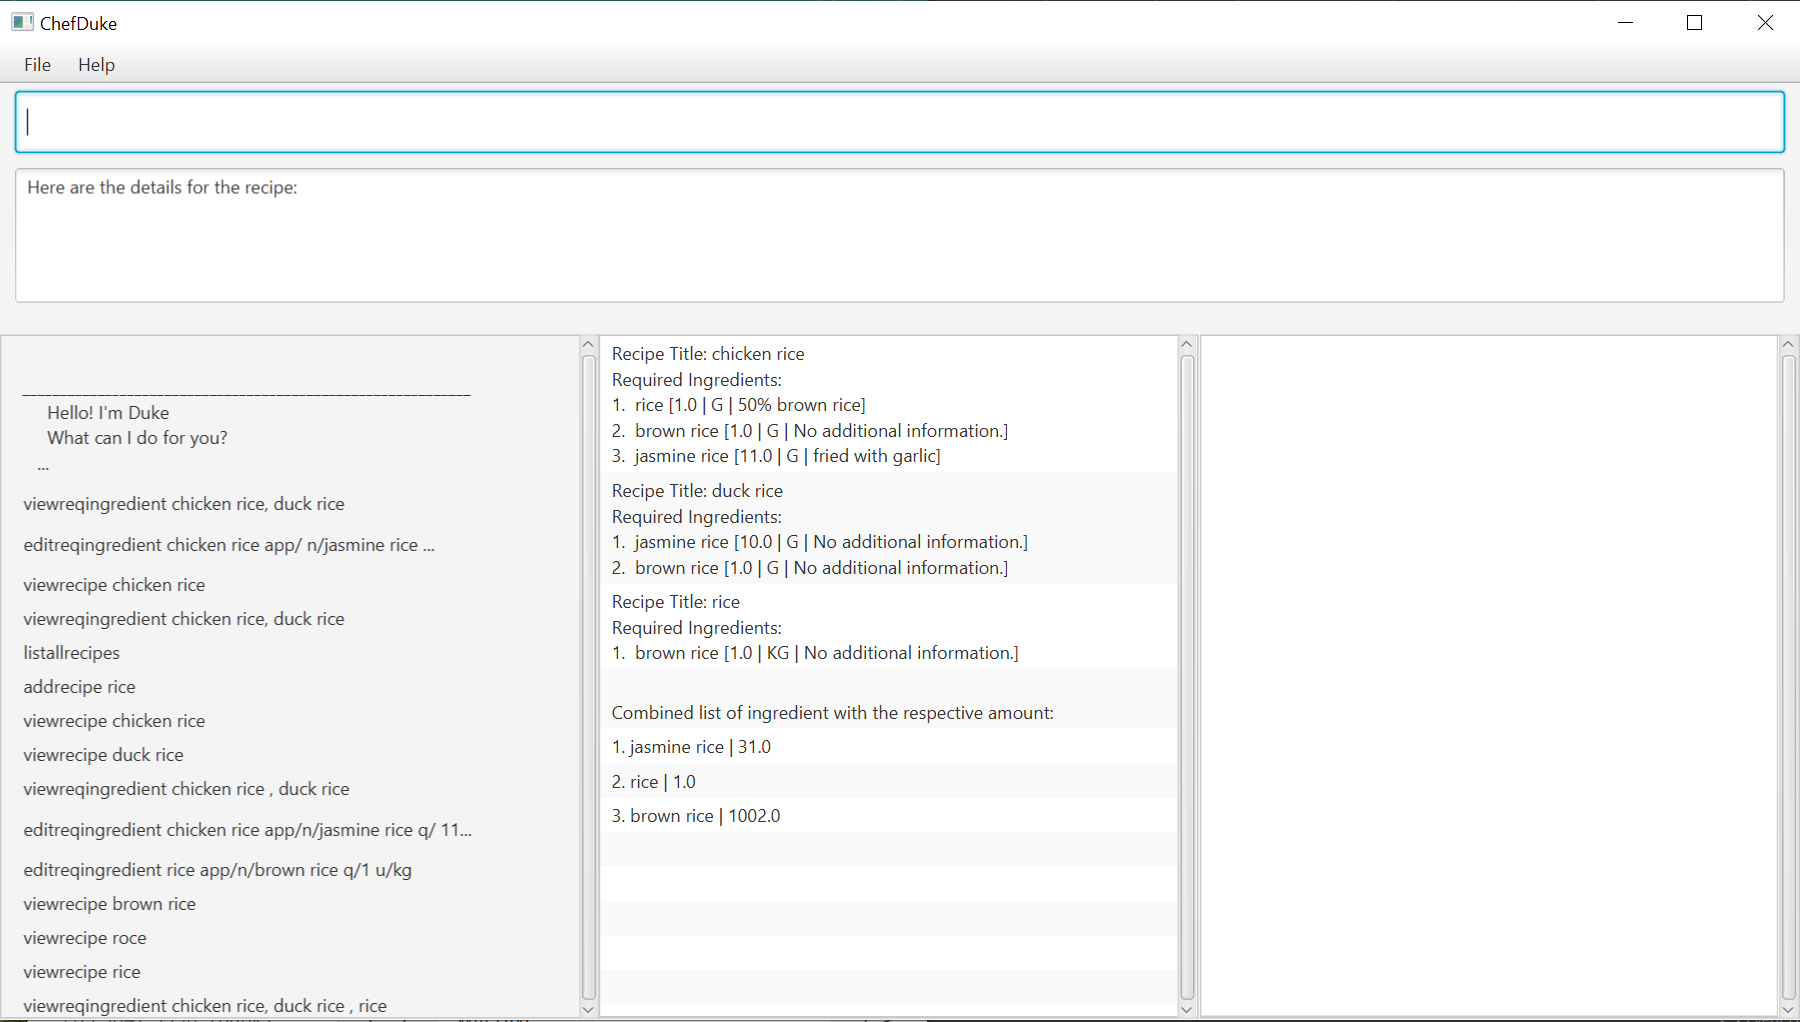 ChefDuke
File Help
Here are the details for the recipe:
____________________________________________________________
Hello! I'm Duke
What can I do for you?
...
viewreqingredient chicken rice, duck rice
editreqingredient chicken rice app/ n/jasmine rice ...
viewrecipe chicken rice
viewreqingredient chicken rice, duck rice
listallrecipes
addrecipe rice
viewrecipe chicken rice
viewrecipe duck rice
viewreqingredient chicken rice , duck rice
editreqingredient chicken rice app/n/jasmine rice q/ 11...
editreqingredient rice app/n/brown rice q/1 u/kg
viewrecipe brown rice
viewrecipe roce
viewrecipe rice
viewreqingredient chicken rice, duck rice , rice
Recipe Title: chicken rice
Required Ingredients:
1. rice [1.0 | G | 50% brown rice]
2. brown rice [1.0 | G | No additional information.]
3. jasmine rice [11.0 | G | fried with garlic]
Recipe Title: duck rice
Required Ingredients:
1. jasmine rice [10.0 | G | No additional information.]
2. brown rice [1.0 | G | No additional information.]
Recipe Title: rice
Required Ingredients:
1. brown rice [1.0 | KG | No additional information.]
Combined list of ingredient with the respective amount:
1. jasmine rice | 31.0
2. rice | 1.0
3. brown rice | 1002.0